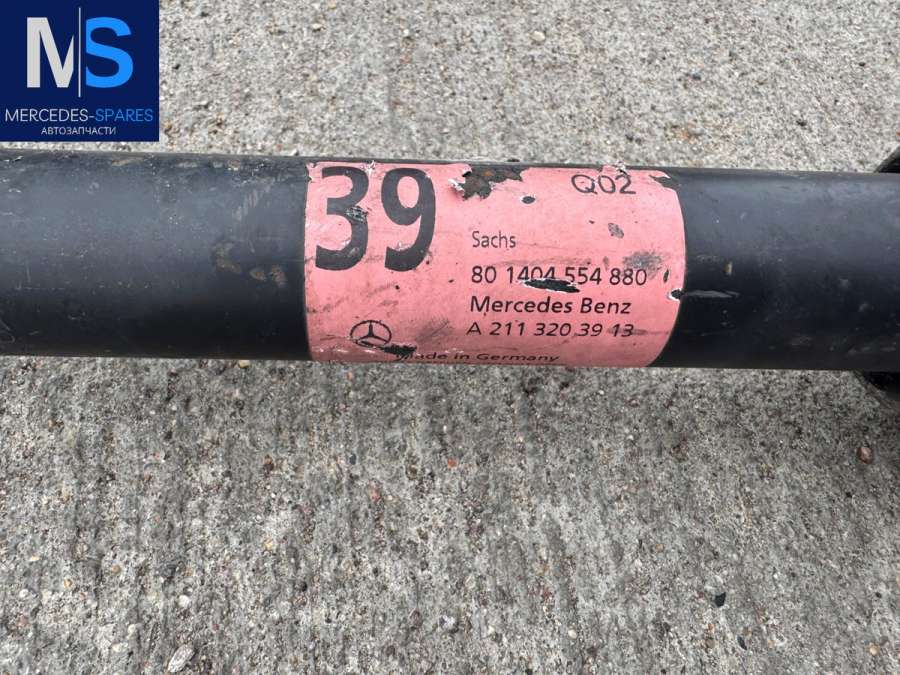 MS
MERCEDES-SPARES
АВТОЗАПЧАСТИ
39
Q02
Sachs
80 1404 554 880
Mercedes Benz
A 211 320 39 13
Made in Germany